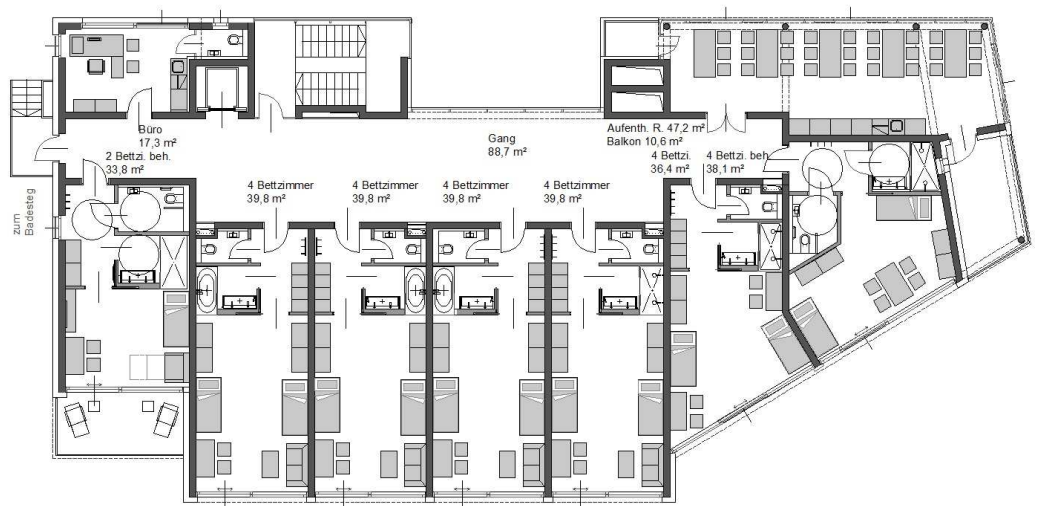 Büro
17,3 m²
2 Bettzi. beh.
33,8 m²
Gang
88,7 m²
Aufenth. R. 47,2 m²
Balkon 10,6 m²
4 Bettzi.
36,4 m²
4 Bettzi. beh.
38,1 m²
4 Bettzimmer
39,8 m²
4 Bettzimmer
39,8 m²
4 Bettzimmer
39,8 m²
4 Bettzimmer
39,8 m²
zum
Badesteg